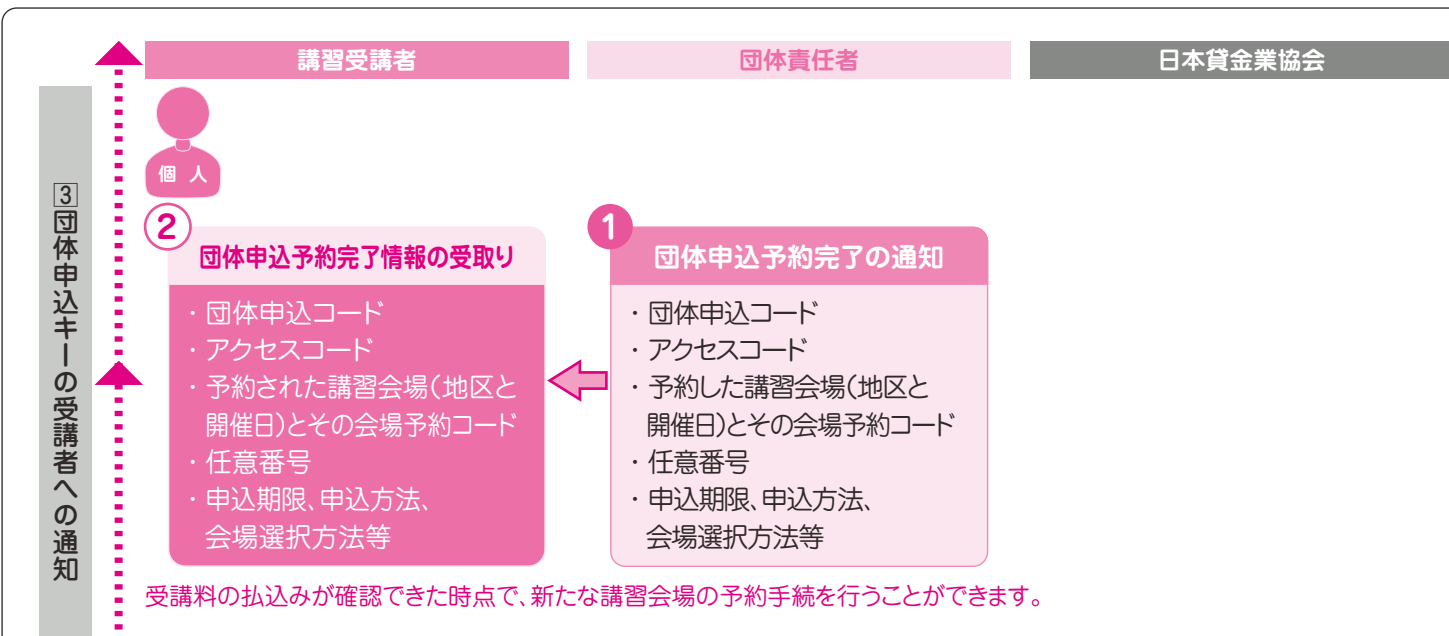 講習受講者
団体責任者
日本貸金業協会
3団体申込キーの受講者への通知
個 人
2
団体申込予約完了情報の受取り
・団体申込コード
・アクセスコード
・予約された講習会場(地区と
開催日)とその会場予約コード
・任意番号
・申込期限、申込方法、
会場選択方法等
1
団体申込予約完了の通知
・団体申込コード
・アクセスコード
・予約した講習会場(地区と
開催日)とその会場予約コード
・任意番号
・申込期限、申込方法、
会場選択方法等
受講料の払込みが確認できた時点で、新たな講習会場の予約手続を行うことができます。